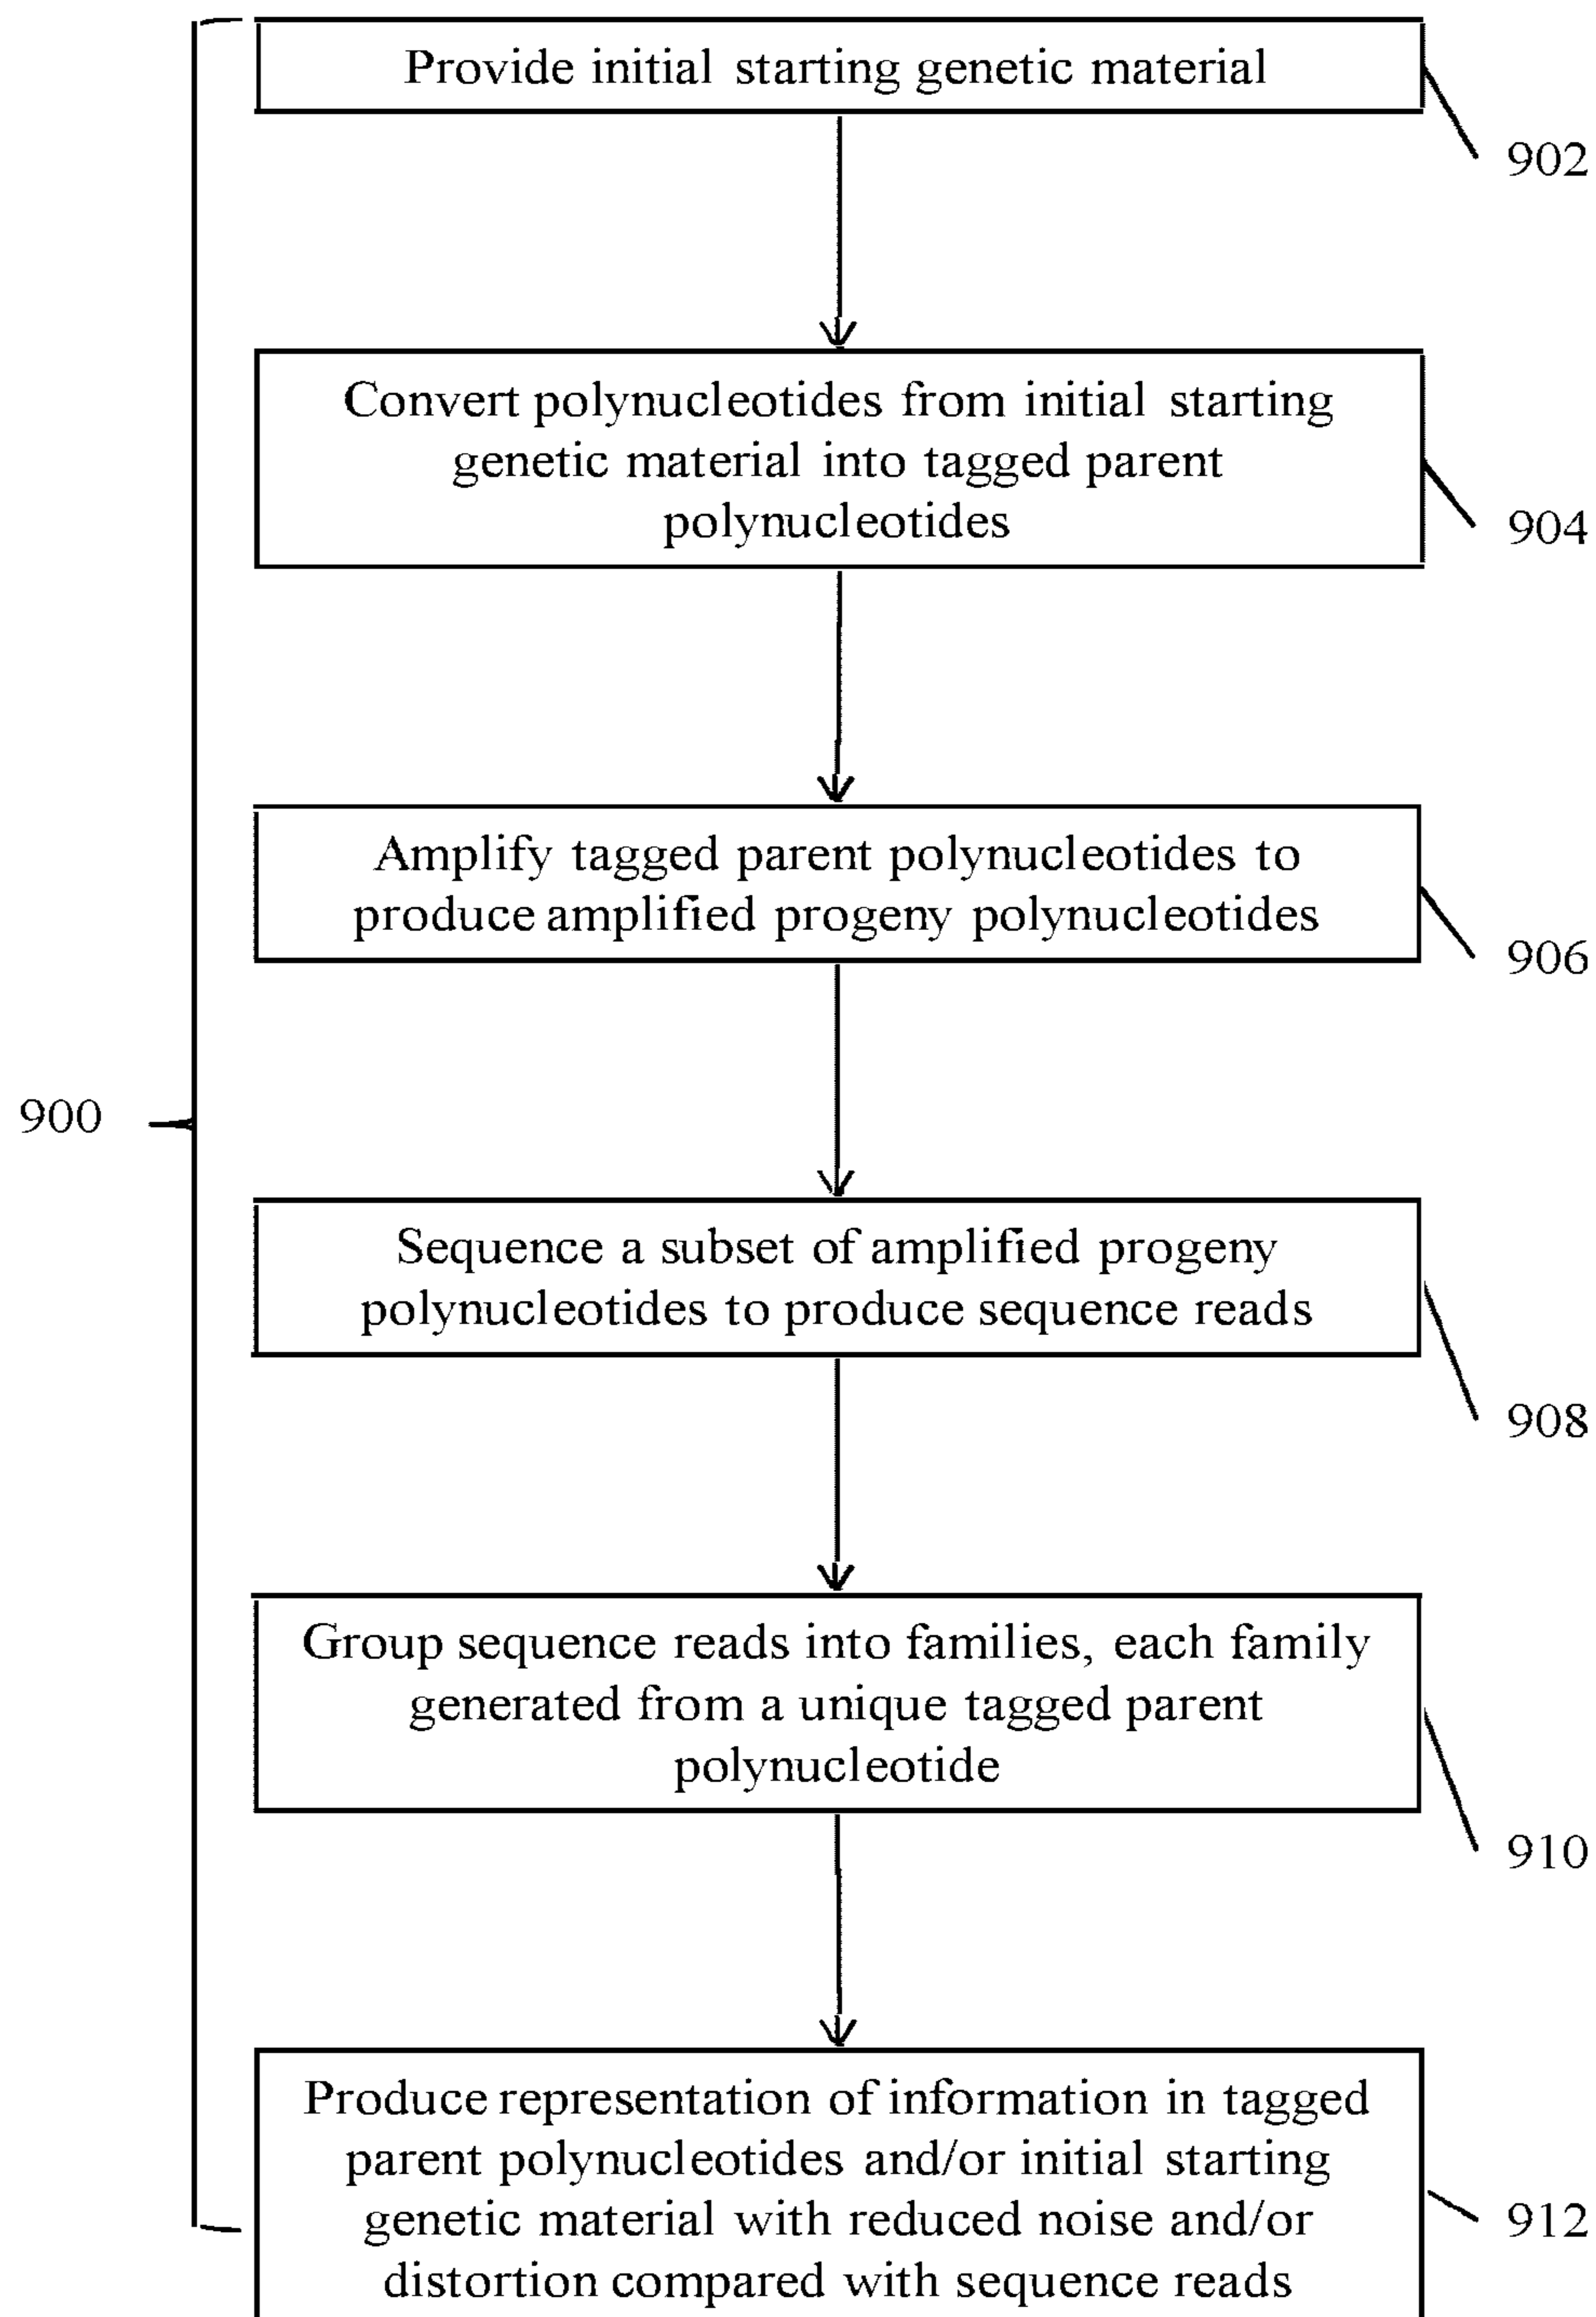 Provide initial starting genetic material
902
Convert polynucleotides from initial starting
genetic material into tagged parent
polynucleotides
904
Amplify tagged parent polynucleotides to
produce amplified progeny polynucleotides
906
900
Sequence a subset of amplified progeny
polynucleotides to produce sequence reads
908
Group sequence reads into families, each family
generated from a unique tagged parent
polynucleotide
910
Produce representation of information in tagged
parent polynucleotides and/or initial starting
genetic material with reduced noise and/or
distortion compared with sequence reads
912